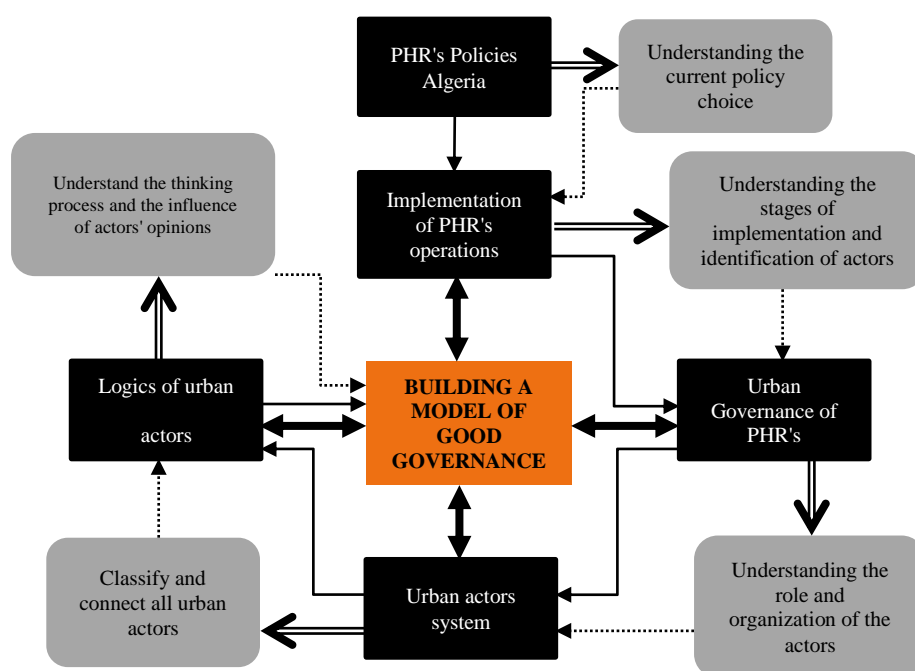 PHR's Policies
Algeria
Understanding the
current policy
choice
Understand the thinking
process and the influence
of actors' opinions
Implementation
of PHR's
operations
Understanding the
stages of
implementation and
identification of actors
Logics of urban
actors
BUILDING A
MODEL OF
GOOD
GOVERNANCE
Urban
Governance of
PHR's
Classify and
connect all urban
actors
Urban actors
system
Understanding the
role and
organization of the
actors